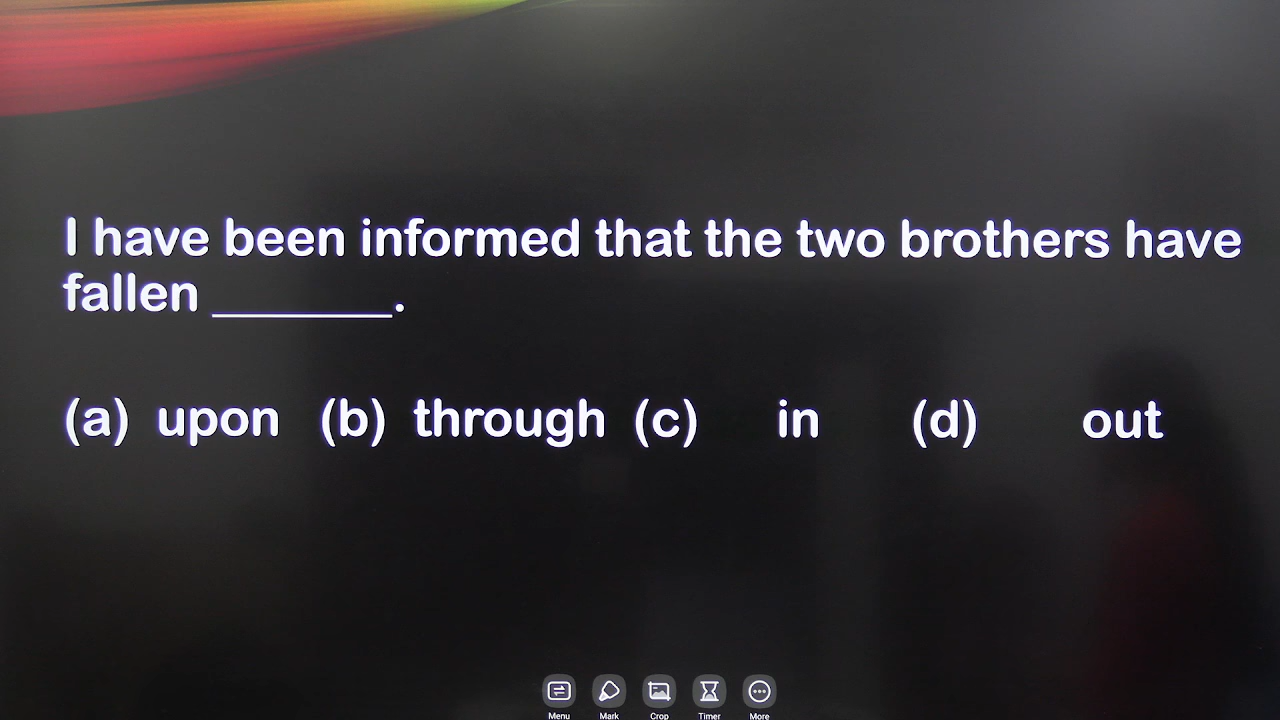 I have been informed that the two brothers have
fallen _______.
(a) upon (b) through (c) in (d) out
Menu Mark Crop Timer More